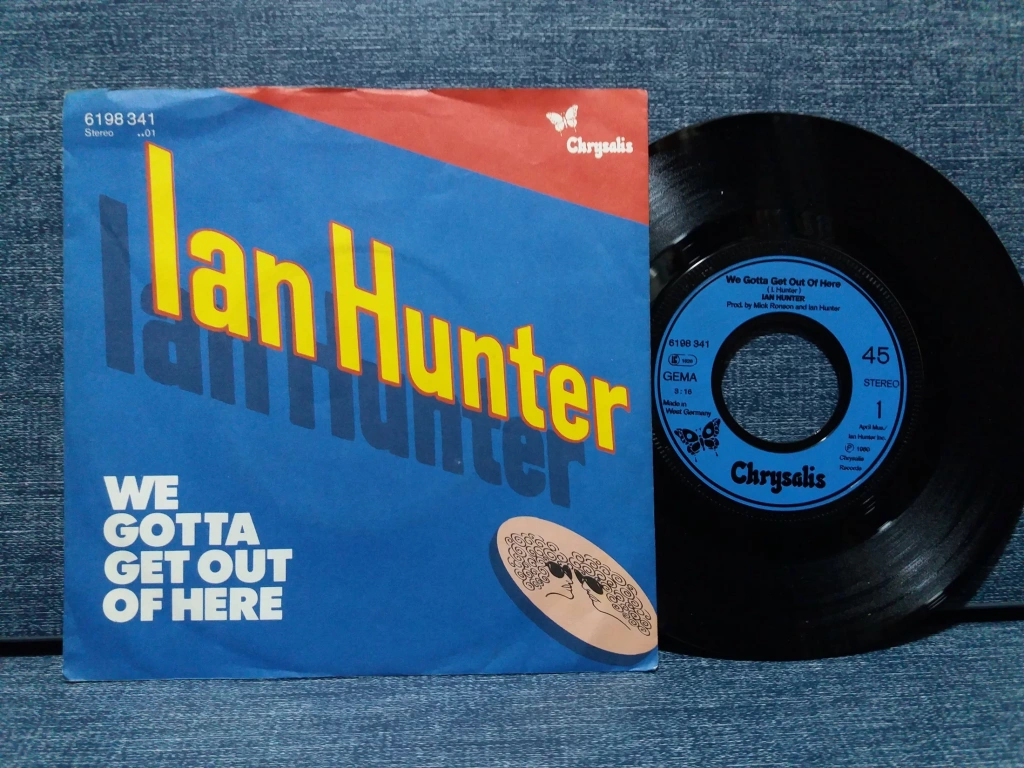 6198 341
Stereo
Chrysalis
Ian Hunter
WE
GOTTA
GET OUT
OF HERE
We Gotta Get Out Of Here
( I. Hunter )
IAN HUNTER
Prod. by Mick Ronson and Ian Hunter
6198 341
GEMA
3:16
Made in
West Germany
45
STEREO
1
April
Ian Hunter Inc.
Ⓟ 1980
Chrysalis
Records
Chrysalis